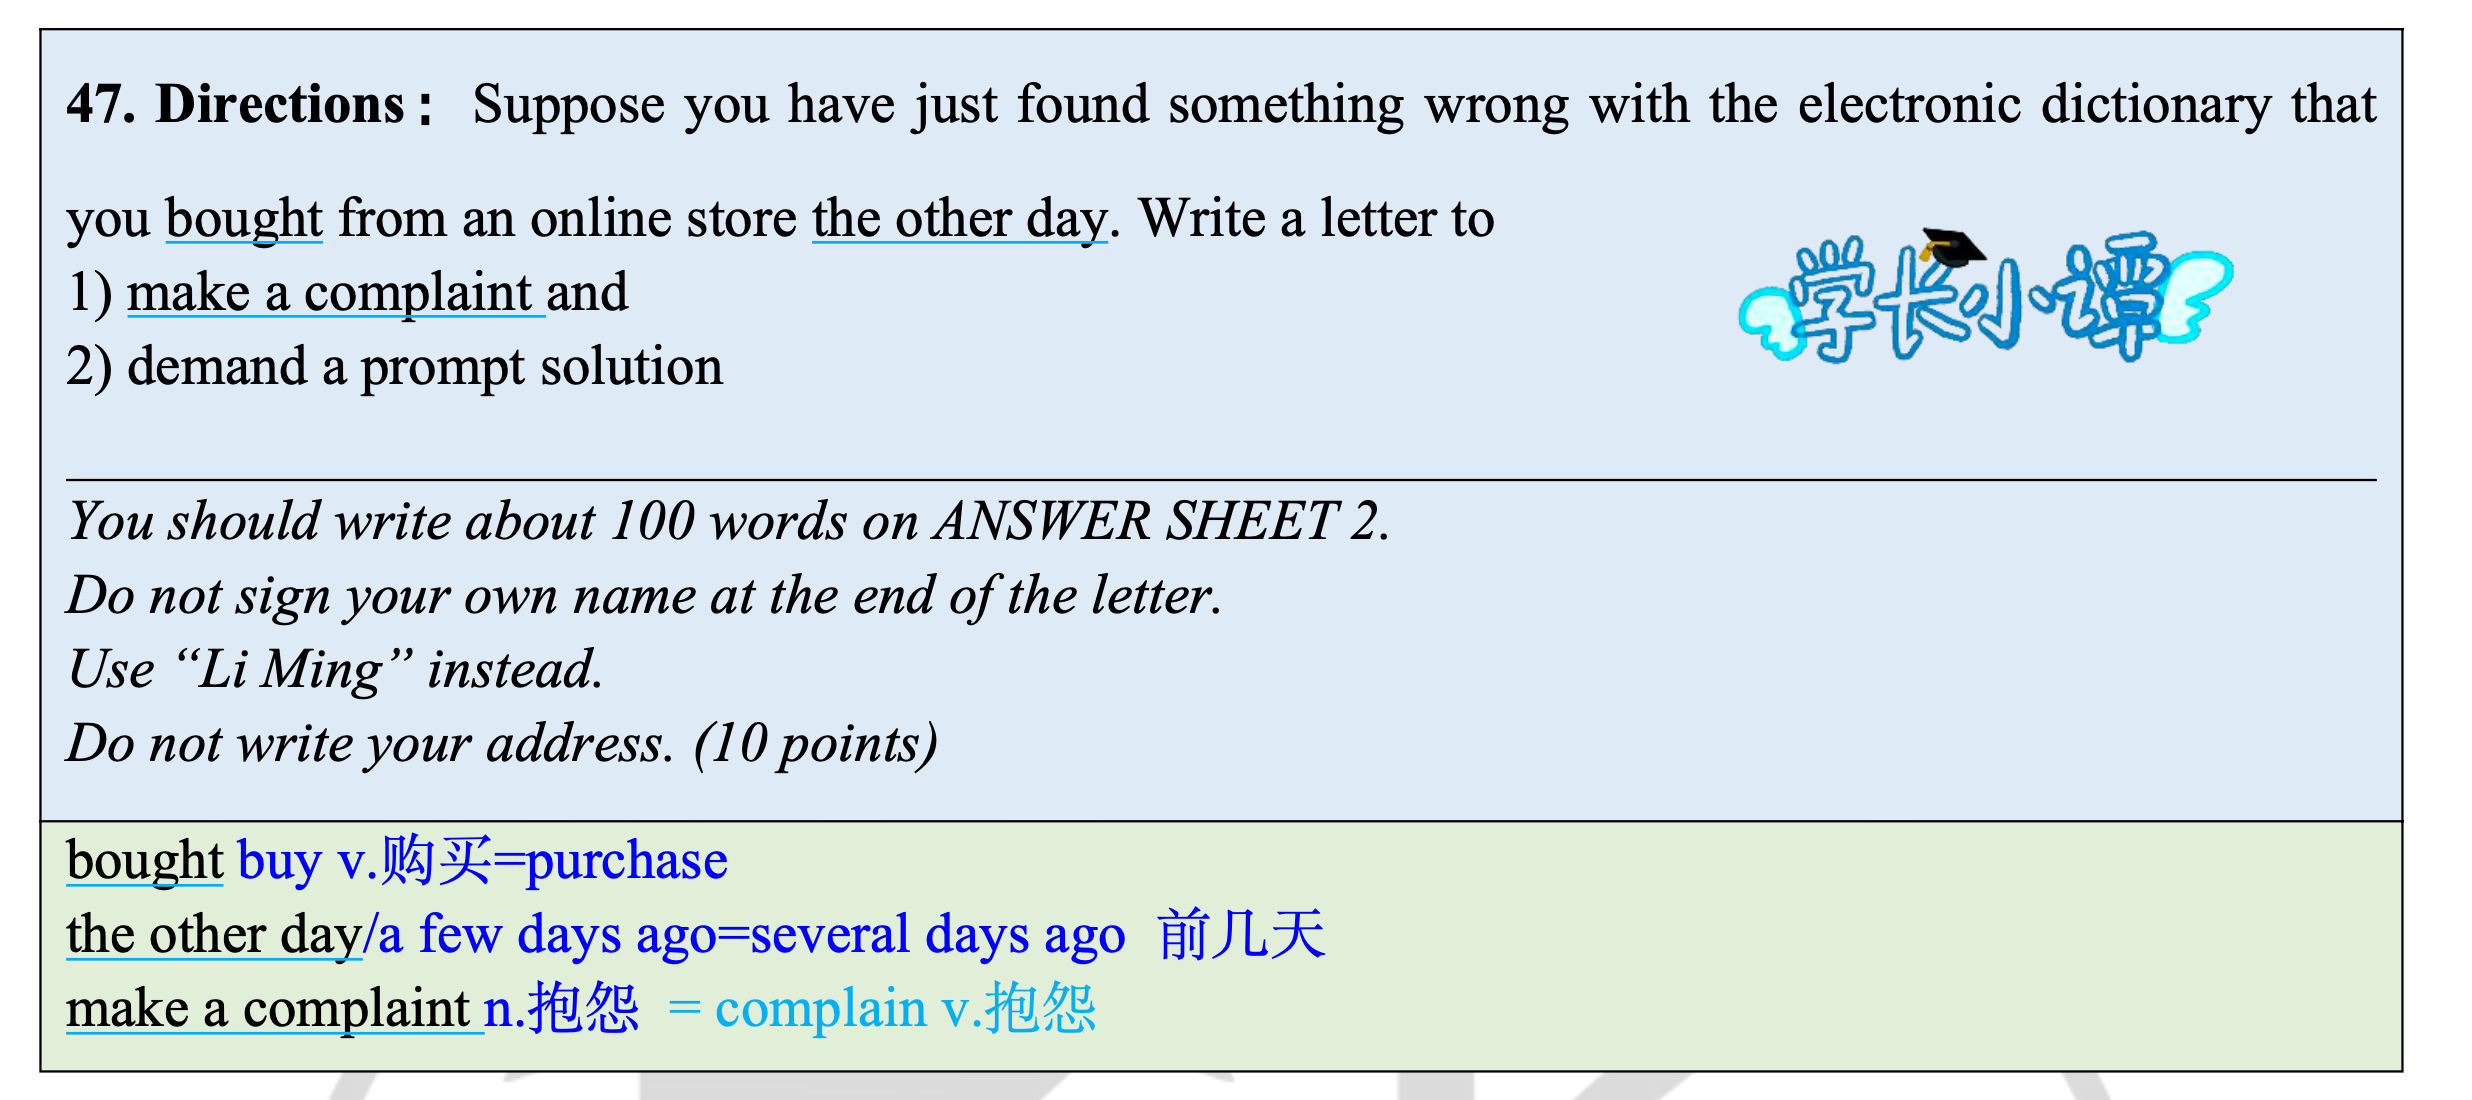 47. Directions： Suppose you have just found something wrong with the electronic dictionary that
you bought from an online store the other day. Write a letter to
1) make a complaint and
学长小谭
2) demand a prompt solution
You should write about 100 words on ANSWER SHEET 2.
Do not sign your own name at the end of the letter.
Use “Li Ming” instead.
Do not write your address. (10 points)
bought buy v.购买=purchase
the other day/a few days ago=several days ago 前几天
make a complaint n.抱怨 = complain v.抱怨